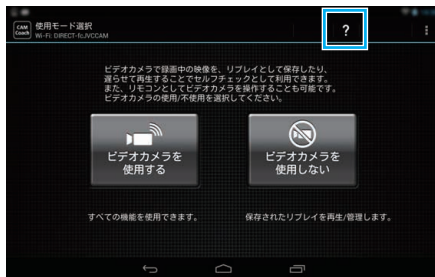 CAM
Coach
使用モード選択
Wi-Fi: DIRECT-fc.JVCCAM
?
ビデオカメラで録画中の映像を、リプレイとして保存したり、
遅らせて再生することでセルフチェックとして利用できます。
また、リモコンとしてビデオカメラを操作することも可能です。
ビデオカメラの使用/不使用を選択してください。
ビデオカメラを
使用する
ビデオカメラを
使用しない
すべての機能を使用できます。
保存されたリプレイを再生/管理します。